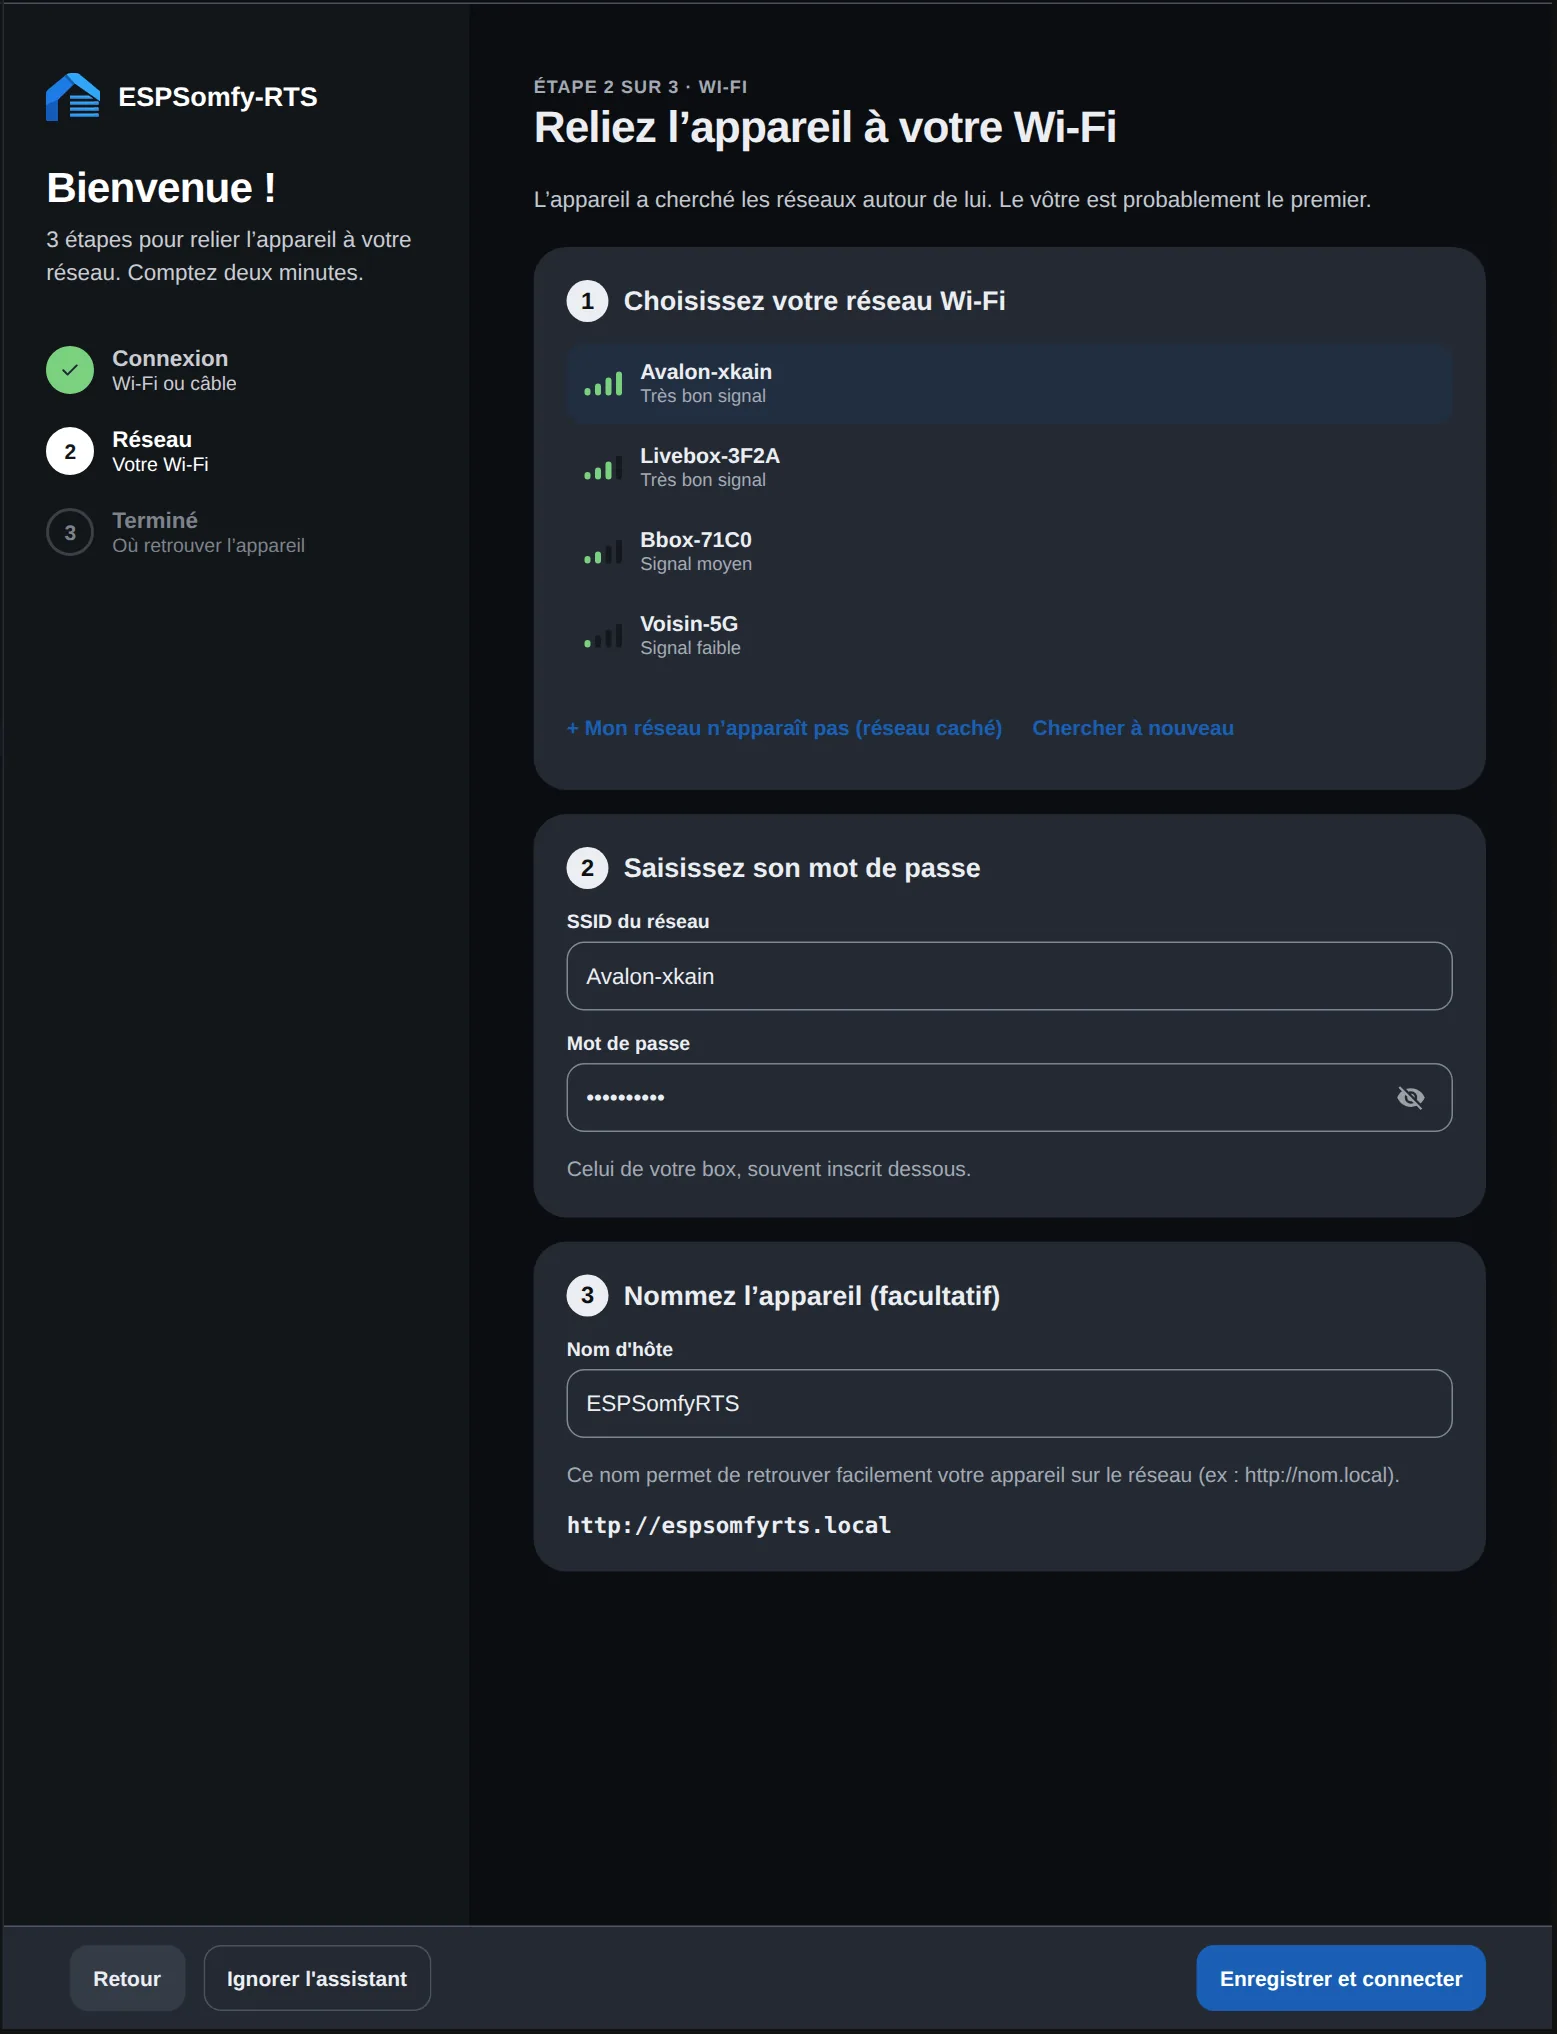 ESPSomfy-RTS
Bienvenue !
3 étapes pour relier l’appareil à votre
réseau. Comptez deux minutes.
Connexion
Wi-Fi ou câble
2
Réseau
Votre Wi-Fi
3
Terminé
Où retrouver l’appareil
ÉTAPE 2 SUR 3 · WI-FI
Reliez l’appareil à votre Wi-Fi
L’appareil a cherché les réseaux autour de lui. Le vôtre est probablement le premier.
1 Choisissez votre réseau Wi-Fi
Avalon-xkain
Très bon signal
Livebox-3F2A
Très bon signal
Bbox-71C0
Signal moyen
Voisin-5G
Signal faible
+ Mon réseau n’apparaît pas (réseau caché) Chercher à nouveau
2 Saisissez son mot de passe
SSID du réseau
Avalon-xkain
Mot de passe
••••••••••
Celui de votre box, souvent inscrit dessous.
3 Nommez l’appareil (facultatif)
Nom d'hôte
ESPSomfyRTS
Ce nom permet de retrouver facilement votre appareil sur le réseau (ex : http://nom.local).
http://espsomfyrts.local
Retour Ignorer l'assistant Enregistrer et connecter